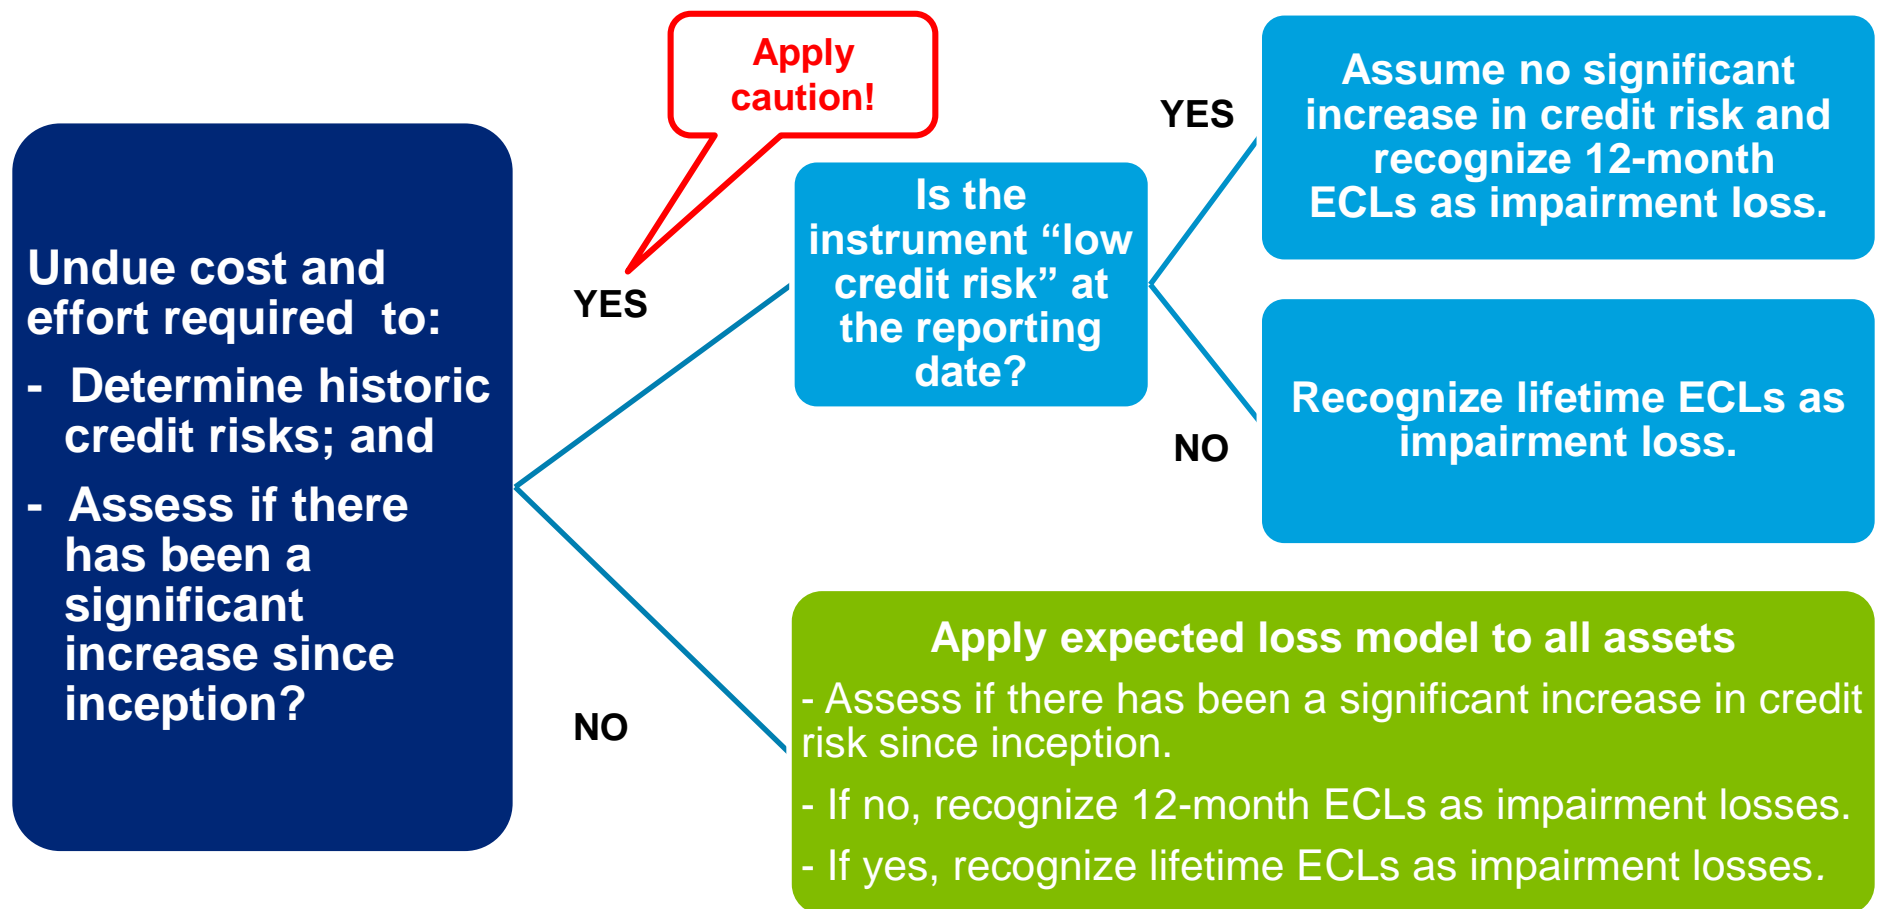 Apply
caution!
Undue cost and
effort required  to:
-  Determine historic
credit risks; and
-  Assess if there
has been a
significant
increase since
inception?
YES
Is the
instrument “low
credit risk” at
the reporting
date?
YES
Assume no significant
increase in credit risk and
recognize 12-month
ECLs as impairment loss.
NO
Recognize lifetime ECLs as
impairment loss.
NO
Apply expected loss model to all assets
- Assess if there has been a significant increase in credit
risk since inception.
- If no, recognize 12-month ECLs as impairment losses.
- If yes, recognize lifetime ECLs as impairment losses.